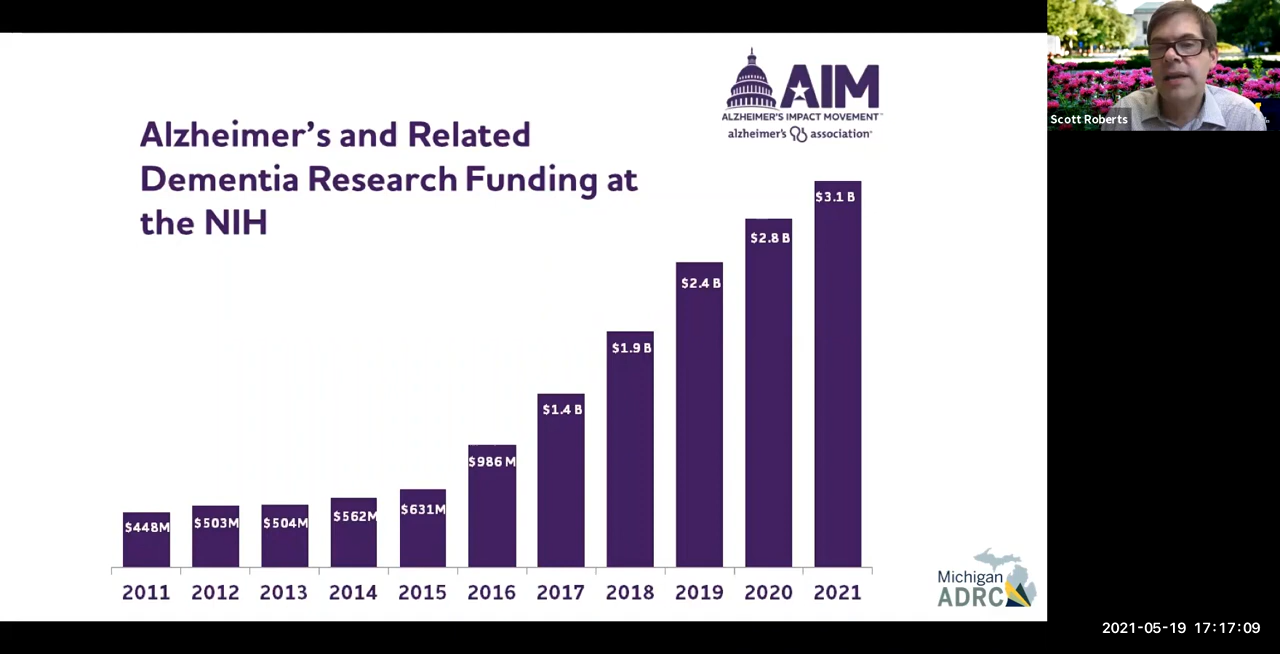 AIM
ALZHEIMER'S IMPACT MOVEMENT
alzheimer's association
Scott Roberts
Alzheimer's and Related
Dementia Research Funding at
the NIH
$448M
$503M
$504M
$562M
$631M
$986 M
$1.4 B
$1.9 B
$2.4 B
$2.8 B
$3.1 B
2011 2012 2013 2014 2015 2016 2017 2018 2019 2020 2021
Michigan
ADRC
2021-05-19 17:17:09